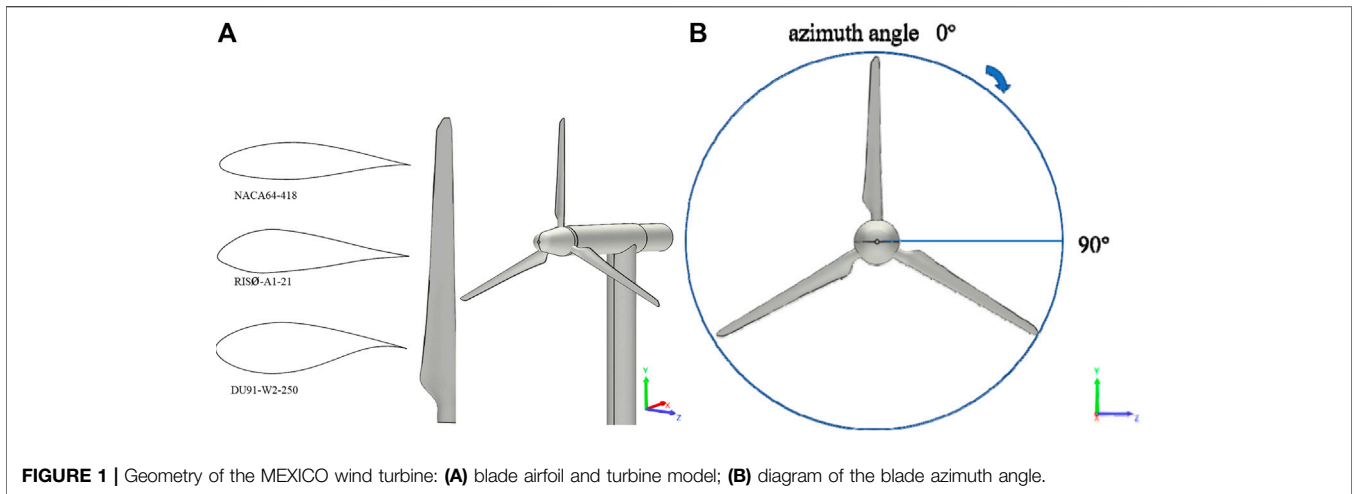 A
B
azimuth angle 0°
90°
NACA64-418
RISØ-A1-21
DU91-W2-250
Y
X
Z
Y
X
Z
FIGURE 1 | Geometry of the MEXICO wind turbine: (A) blade airfoil and turbine model; (B) diagram of the blade azimuth angle.